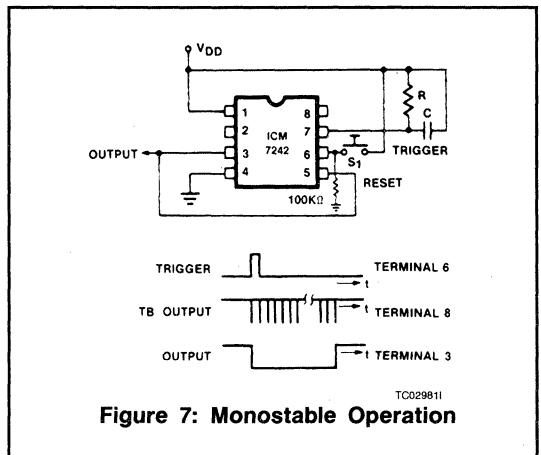 VDD
1
8
R
C
2
ICM
7242
7
TRIGGER
OUTPUT
3
6
S1
4
5
RESET
100KΩ
TRIGGER
TERMINAL 6
t
TB OUTPUT
t TERMINAL 8
OUTPUT
t TERMINAL 3
TC02981I
Figure 7: Monostable Operation